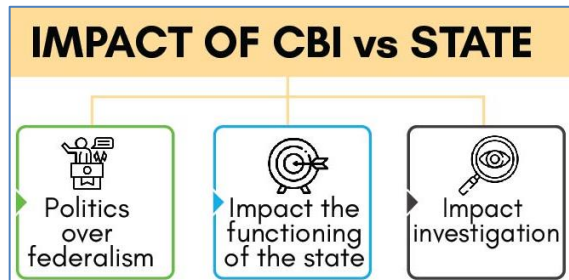 IMPACT OF CBI vs STATE
Politics
over
federalism
Impact the
functioning
of the state
Impact
investigation